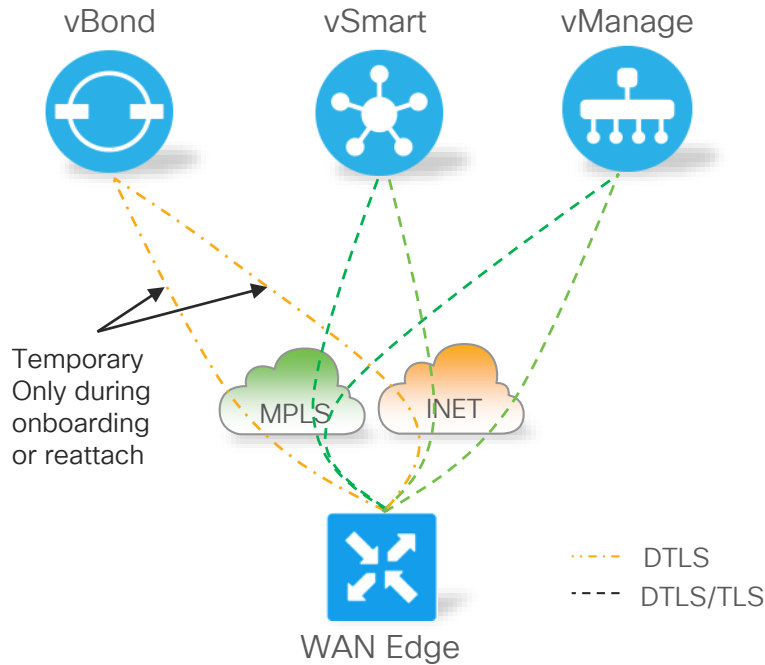 vBond
vSmart
vManage
Temporary
Only during
onboarding
or reattach
MPLS
INET
WAN Edge
DTLS
DTLS/TLS